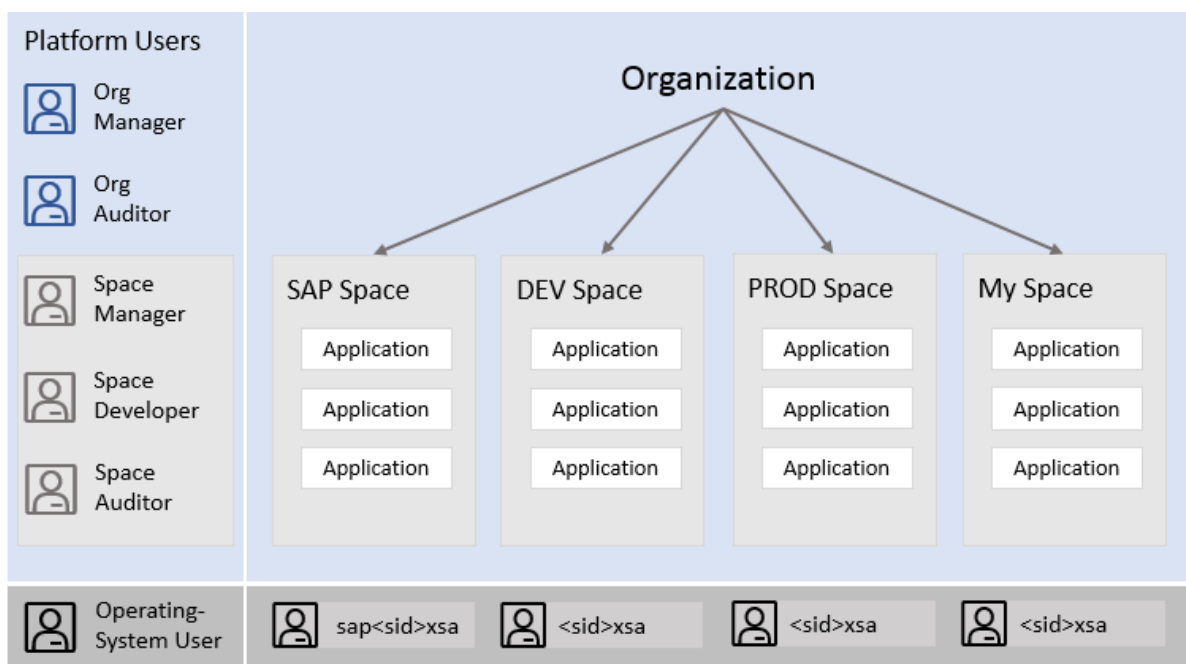 Platform Users
Org
Manager
Org
Auditor
Space
Manager
Space
Developer
Space
Auditor
Organization
SAP Space
Application
Application
Application
DEV Space
Application
Application
Application
PROD Space
Application
Application
Application
My Space
Application
Application
Application
Operating-
System User
sap<sid>xsa
<sid>xsa
<sid>xsa
<sid>xsa